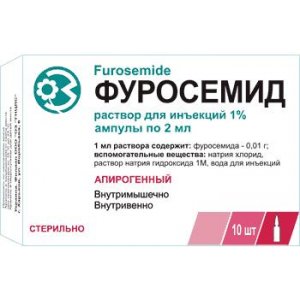 Furosemide
ФУРОСЕМИД
раствор для инъекций 1%
ампулы по 2 мл
1 мл раствора содержит: фуросемида - 0,01 г;
вспомогательные вещества: натрия хлорид,
раствор натрия гидроксида 1М, вода для инъекций
АПИРОГЕННЫЙ
Внутримышечно
Внутривенно
СТЕРИЛЬНО
10 шт